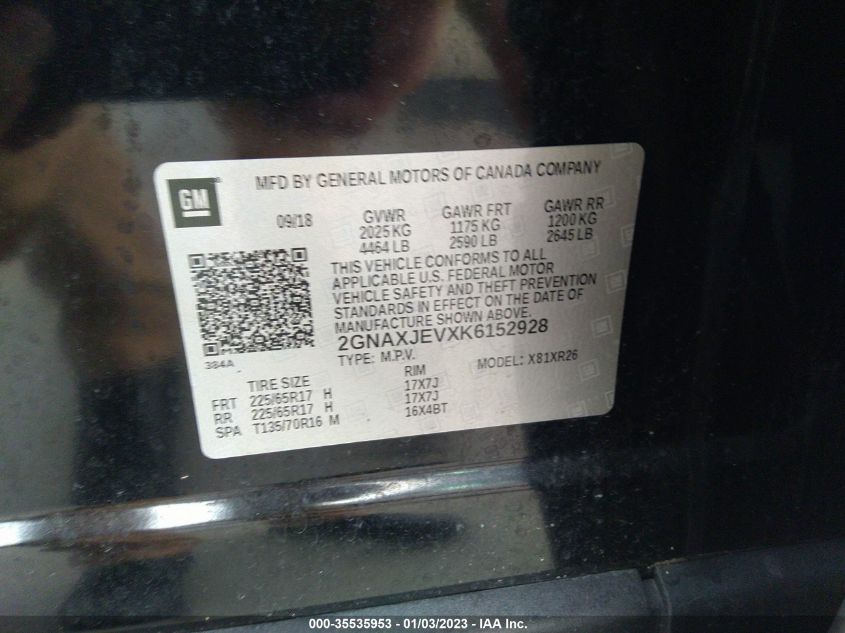 GM ®
MFD BY GENERAL MOTORS OF CANADA COMPANY
09/18 GVWR GAWR FRT GAWR RR
2025 KG 1175 KG 1200 KG
4464 LB 2590 LB 2645 LB
THIS VEHICLE CONFORMS TO ALL
APPLICABLE U.S. FEDERAL MOTOR
VEHICLE SAFETY AND THEFT PREVENTION
STANDARDS IN EFFECT ON THE DATE OF
MANUFACTURE SHOWN ABOVE.
2GNAXJEVXK6152928
384A
TYPE: M.P.V. MODEL: X81XR26
TIRE SIZE RIM
FRT 225/65R17 H 17X7J
RR 225/65R17 H 17X7J
SPA T135/70R16 M 16X4BT
000-35535953 - 01/03/2023 - IAA Inc.